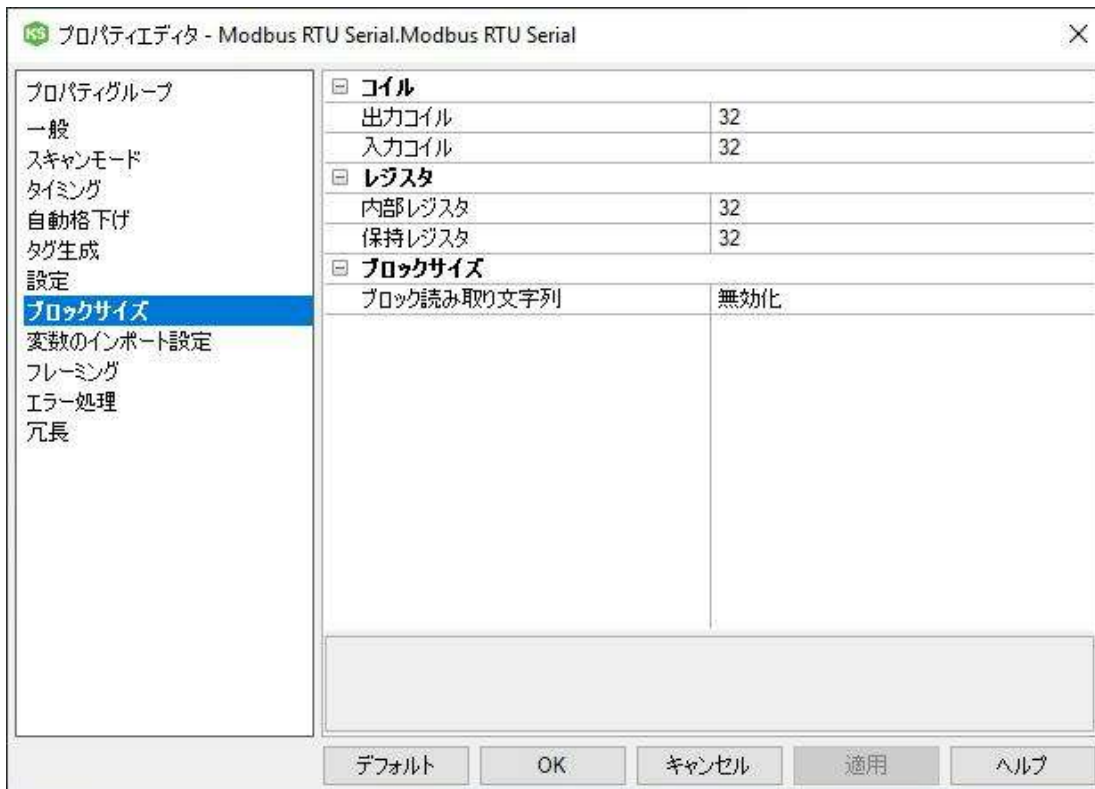 KS プロパティエディタ - Modbus RTU Serial.Modbus RTU Serial
プロパティグループ
一般
スキャンモード
タイミング
自動格下げ
タグ生成
設定
ブロックサイズ
変数のインポート設定
フレーミング
エラー処理
冗長
コイル
出力コイル 32
入力コイル 32
レジスタ
内部レジスタ 32
保持レジスタ 32
ブロックサイズ
ブロック読み取り文字列 無効化
デフォルト OK キャンセル 適用 ヘルプ